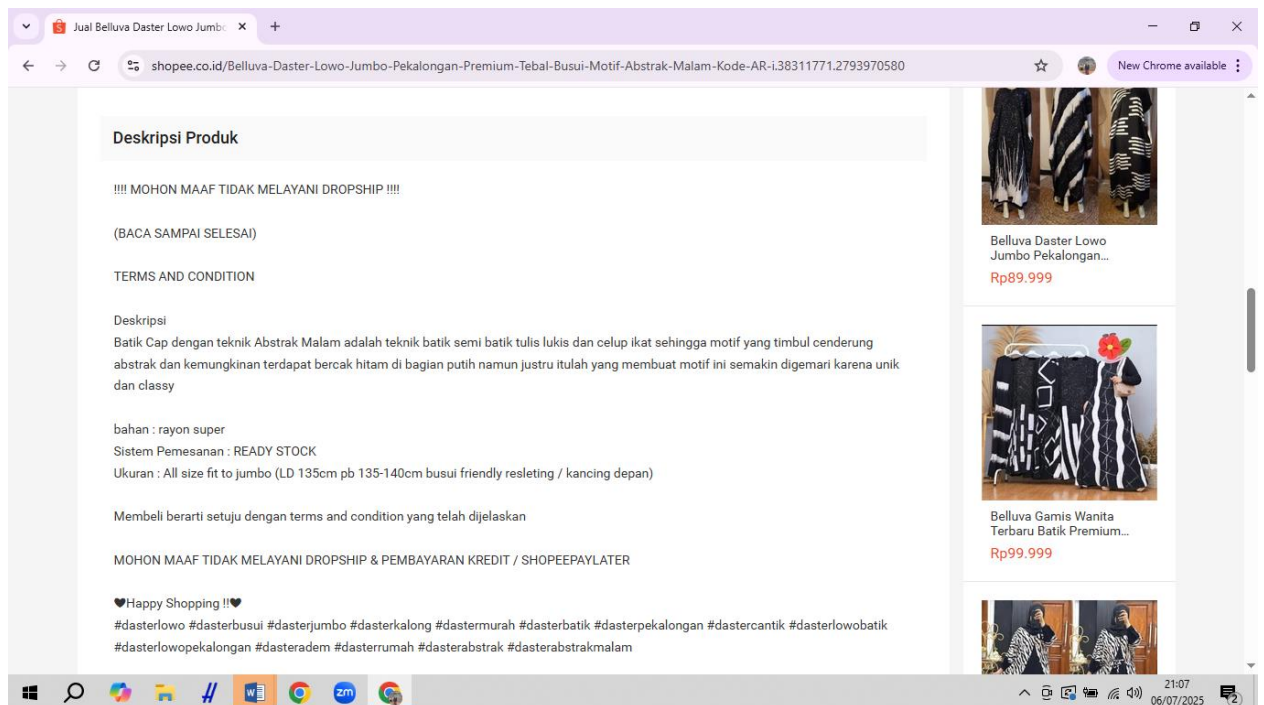 Jual Belluva Daster Lowo Jumbo
shopee.co.id/Belluva-Daster-Lowo-Jumbo-Pekalongan-Premium-Tebal-Busui-Motif-Abstrak-Malam-Kode-AR-i.38311771.2793970580
New Chrome available
Deskripsi Produk
!!!! MOHON MAAF TIDAK MELAYANI DROPSHIP !!!!
(BACA SAMPAI SELESAI)
TERMS AND CONDITION
Deskripsi
Batik Cap dengan teknik Abstrak Malam adalah teknik batik semi batik tulis lukis dan celup ikat sehingga motif yang timbul cenderung
abstrak dan kemungkinan terdapat bercak hitam di bagian putih namun justru itulah yang membuat motif ini semakin digemari karena unik
dan classy
bahan : rayon super
Sistem Pemesanan : READY STOCK
Ukuran : All size fit to jumbo (LD 135cm pb 135-140cm busui friendly resleting / kancing depan)
Membeli berarti setuju dengan terms and condition yang telah dijelaskan
MOHON MAAF TIDAK MELAYANI DROPSHIP & PEMBAYARAN KREDIT / SHOPEEPAYLATER
♥Happy Shopping !!♥
#dasterlowo #dasterbusui #dasterjumbo #dasterkalong #dastermurah #dasterbatik #dasterpekalongan #dastercantik #dasterlowobatik
#dasterlowopekalongan #dasteradem #dasterrumah #dasterabstrak #dasterabstrakmalam
Belluva Daster Lowo
Jumbo Pekalongan...
Rp89.999
Belluva Gamis Wanita
Terbaru Batik Premium...
Rp99.999
zm
21:07
06/07/2025
2